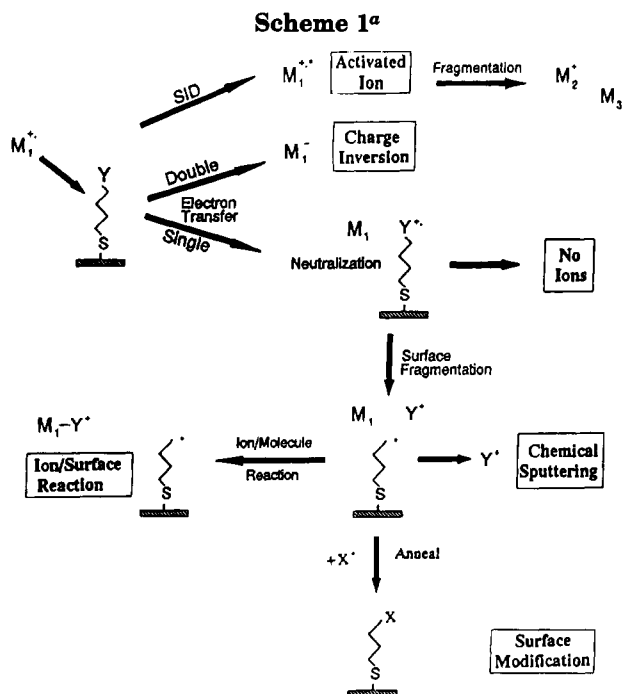 Scheme 1ᵃ
M₁⁺·
Y
S
SID
M₁⁺·*
Activated
Ion
Fragmentation
M₂⁺
M₃
Double
Electron
Transfer
Single
M₁⁻
Charge
Inversion
M₁
Y⁺·
Neutralization
S
No
Ions
Surface
Fragmentation
M₁–Y⁺
Ion/Surface
Reaction
·
S
Ion/Molecule
Reaction
M₁
Y⁺
·
S
Y⁺
Chemical
Sputtering
+X·
Anneal
X
S
Surface
Modification